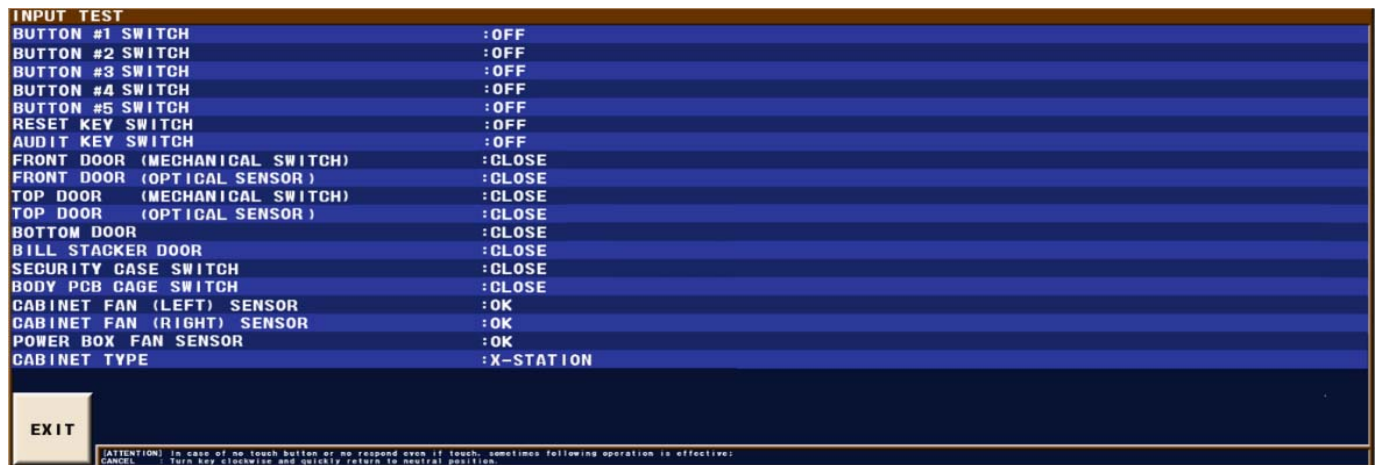 INPUT TEST
BUTTON #1 SWITCH :OFF
BUTTON #2 SWITCH :OFF
BUTTON #3 SWITCH :OFF
BUTTON #4 SWITCH :OFF
BUTTON #5 SWITCH :OFF
RESET KEY SWITCH :OFF
AUDIT KEY SWITCH :OFF
FRONT DOOR (MECHANICAL SWITCH) :CLOSE
FRONT DOOR (OPTICAL SENSOR) :CLOSE
TOP DOOR (MECHANICAL SWITCH) :CLOSE
TOP DOOR (OPTICAL SENSOR) :CLOSE
BOTTOM DOOR :CLOSE
BILL STACKER DOOR :CLOSE
SECURITY CASE SWITCH :CLOSE
BODY PCB CAGE SWITCH :CLOSE
CABINET FAN (LEFT) SENSOR :OK
CABINET FAN (RIGHT) SENSOR :OK
POWER BOX FAN SENSOR :OK
CABINET TYPE :X-STATION
EXIT
(ATTENTION) In case of no touch button or no respond even if touch, sometimes following operation is effective;
CANCEL : Turn key clockwise and quickly return to neutral position.